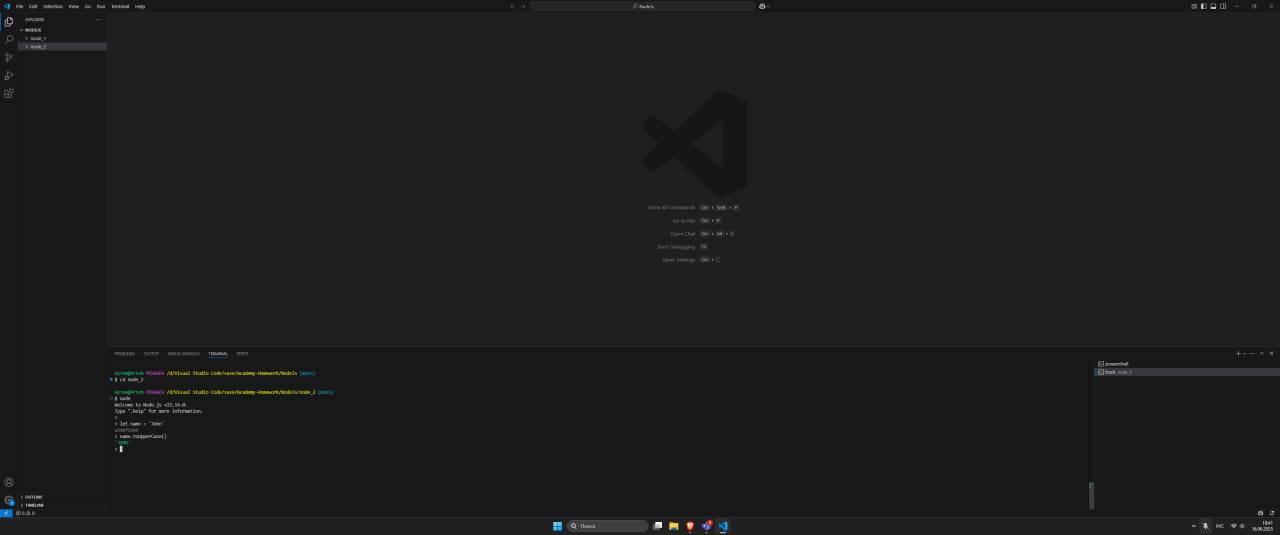 File Edit Selection View Go Run Terminal Help
NodeJs
EXPLORER
NODEJS
node_1
node_2
Show All Commands Ctrl + Shift + P
Go to File Ctrl + P
Open Chat Ctrl + Alt + I
Start Debugging F5
Open Settings Ctrl + ,
PROBLEMS OUTPUT DEBUG CONSOLE TERMINAL PORTS
MINGW64 /d/Visual Studio Code/save/Academy-Homework/NodeJs (main)
$ cd node_2
MINGW64 /d/Visual Studio Code/save/Academy-Homework/NodeJs/node_2 (main)
$ node
Welcome to Node.js v22.14.0.
Type ".help" for more information.
>
> let name = 'John'
undefined
> name.toUpperCase()
'JOHN'
>
powershell
bash node_2
OUTLINE
TIMELINE
0 0
Поиск
РУС
18:41
16.06.2025